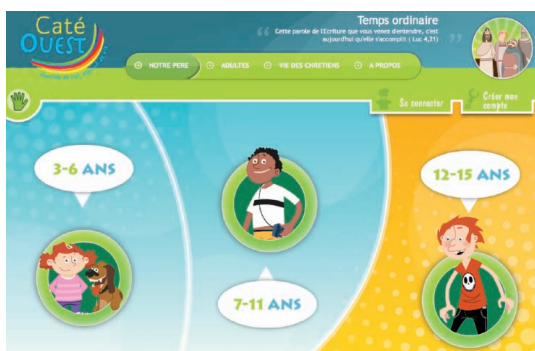 Caté
OUEST
Temps ordinaire
Cette parole de l'Ecriture que vous venez d'entendre, c'est
aujourd'hui qu'elle s'accomplit ( Luc 4,21)
NOTRE PERE
ADULTES
VIE DES CHRETIENS
A PROPOS
Se connecter
Créer mon
compte
3-6 ANS
7-11 ANS
12-15 ANS